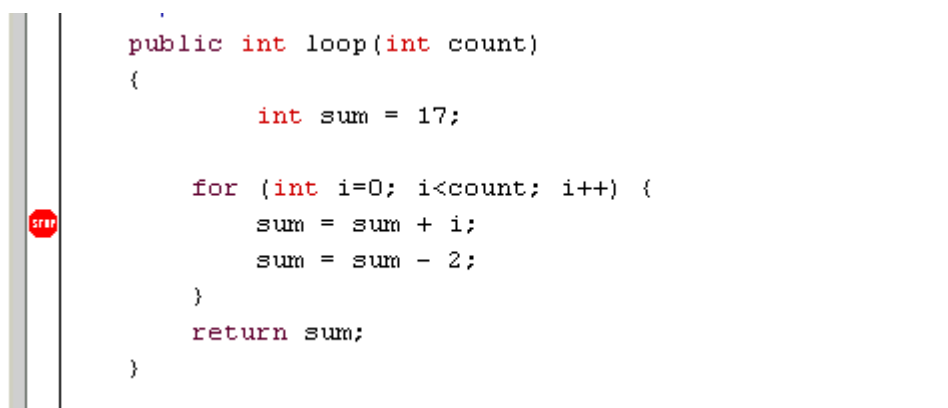 public int loop(int count)
{
int sum = 17;
for (int i=0; i<count; i++) {
STOP sum = sum + i;
sum = sum - 2;
}
return sum;
}